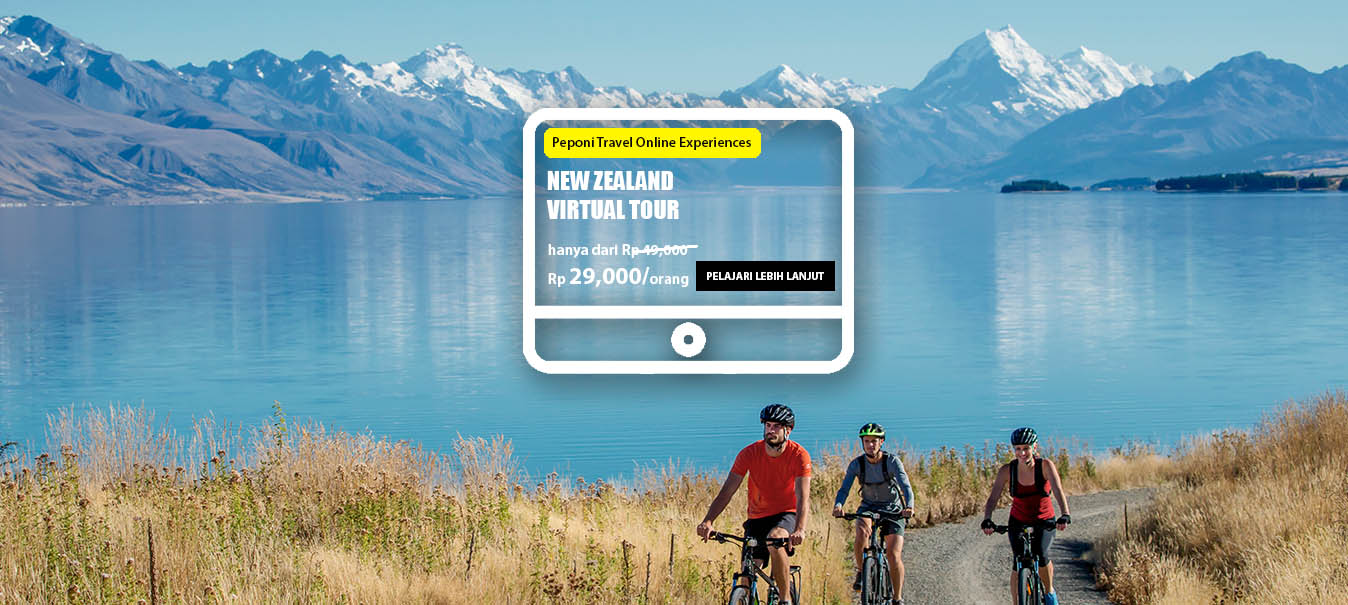 Peponi Travel Online Experiences
NEW ZEALAND
VIRTUAL TOUR
hanya dari Rp 49,000
Rp 29,000/orang
PELAJARI LEBIH LANJUT